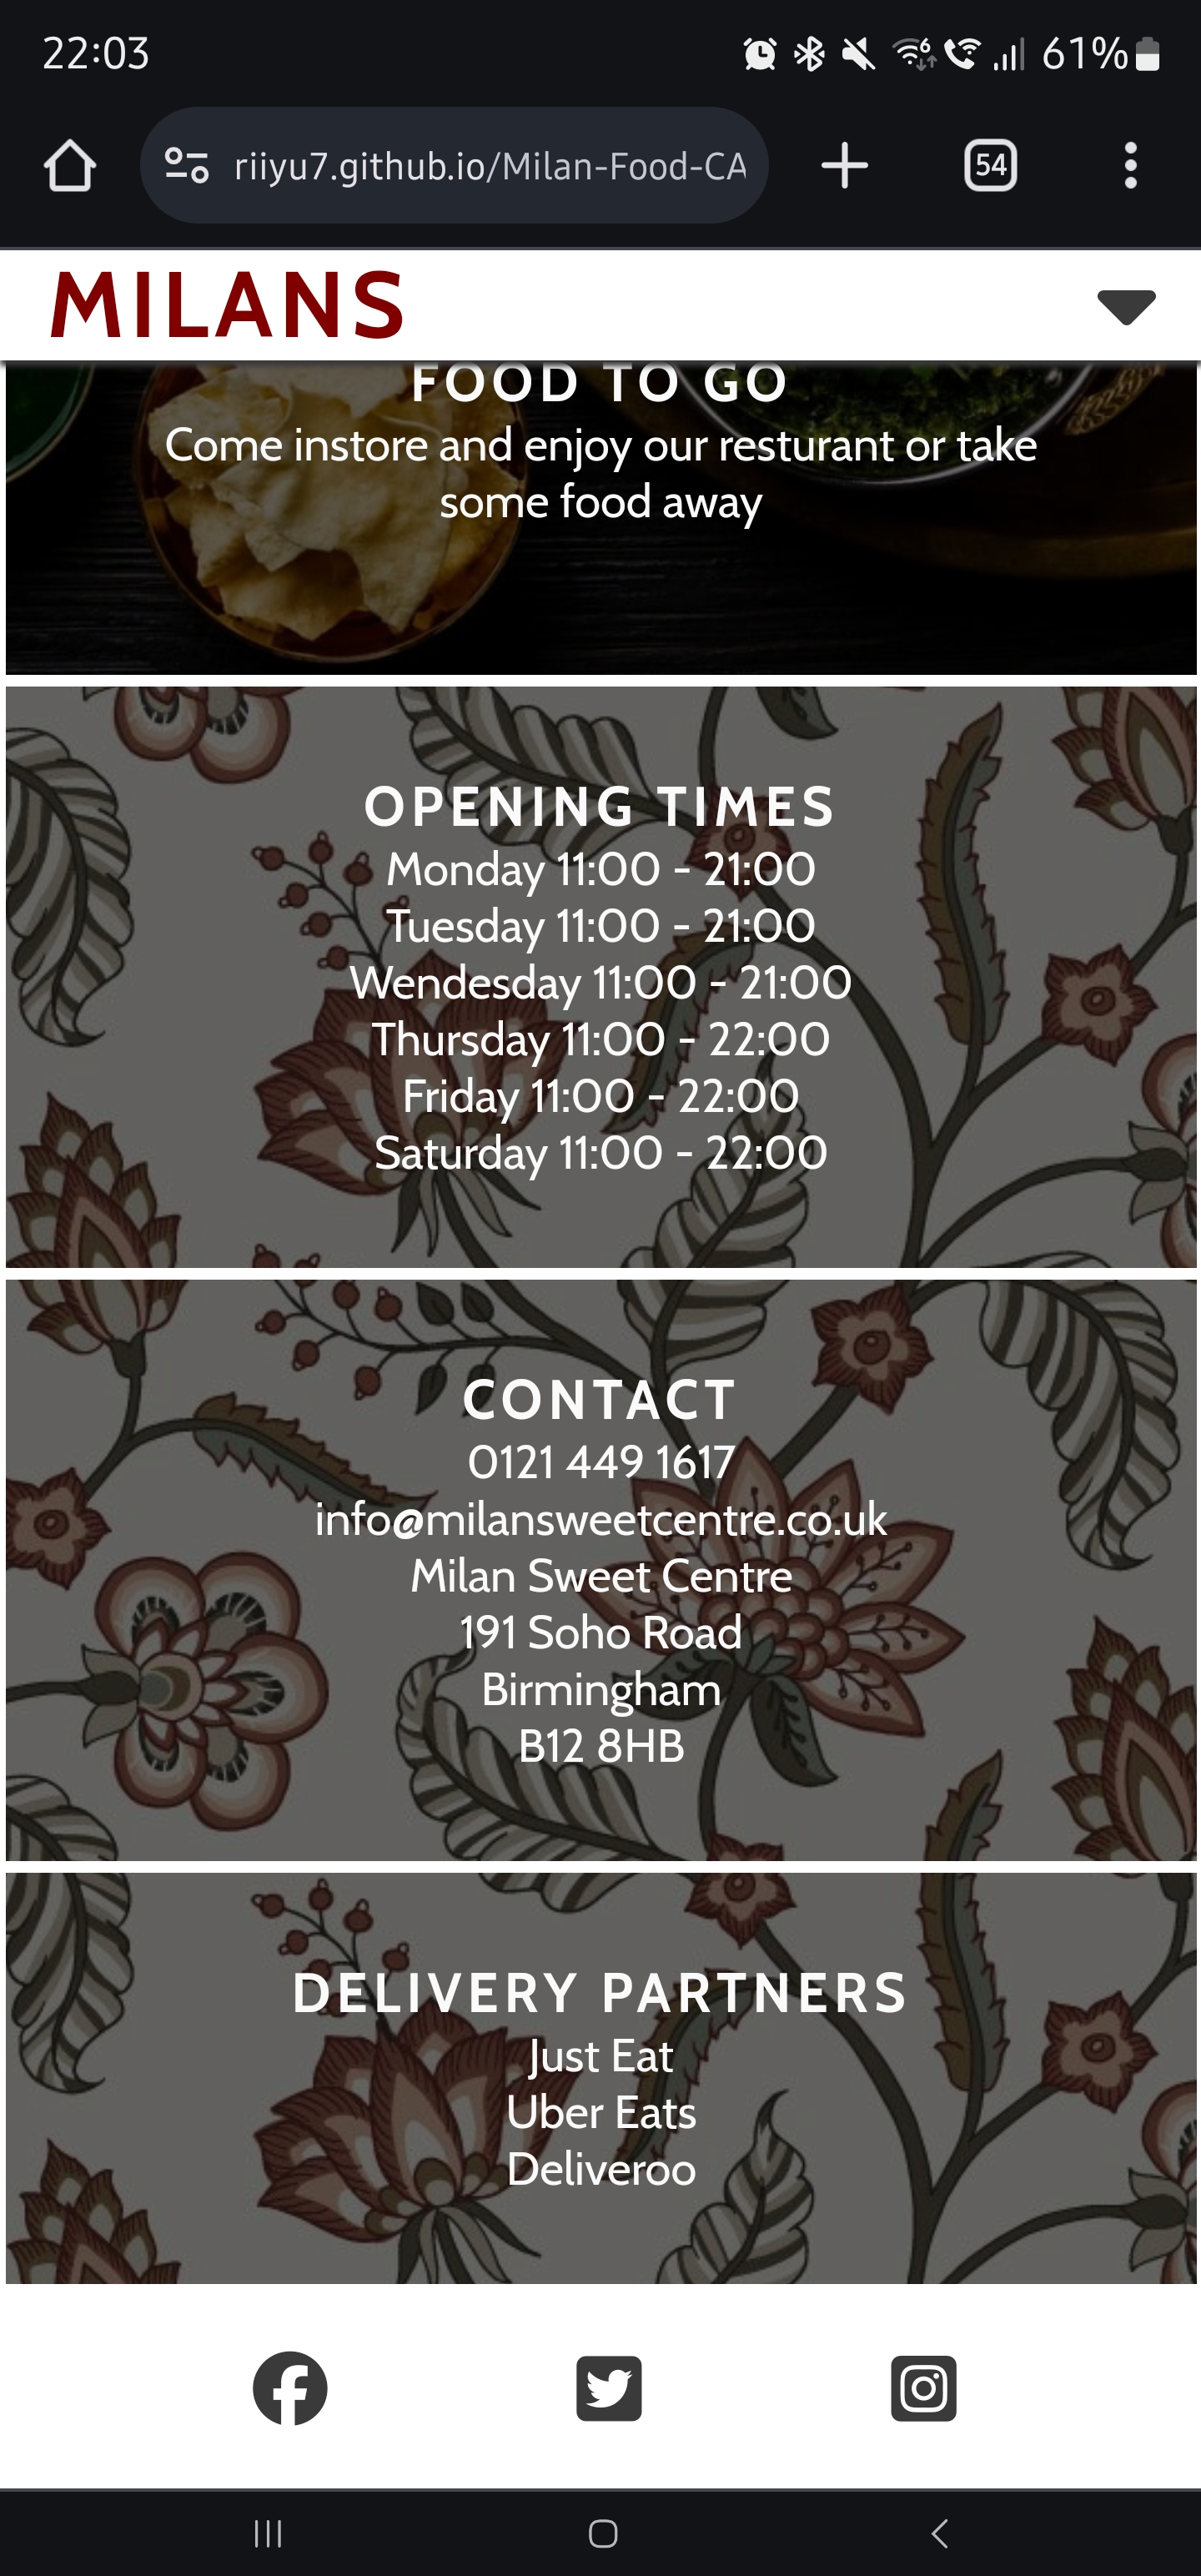 22:03
61%
riiyu7.github.io/Milan-Food-CA
54
MILANS
FOOD TO GO
Come instore and enjoy our resturant or take
some food away
OPENING TIMES
Monday 11:00 - 21:00
Tuesday 11:00 - 21:00
Wendesday 11:00 - 21:00
Thursday 11:00 - 22:00
Friday 11:00 - 22:00
Saturday 11:00 - 22:00
CONTACT
0121 449 1617
info@milansweetcentre.co.uk
Milan Sweet Centre
191 Soho Road
Birmingham
B12 8HB
DELIVERY PARTNERS
Just Eat
Uber Eats
Deliveroo